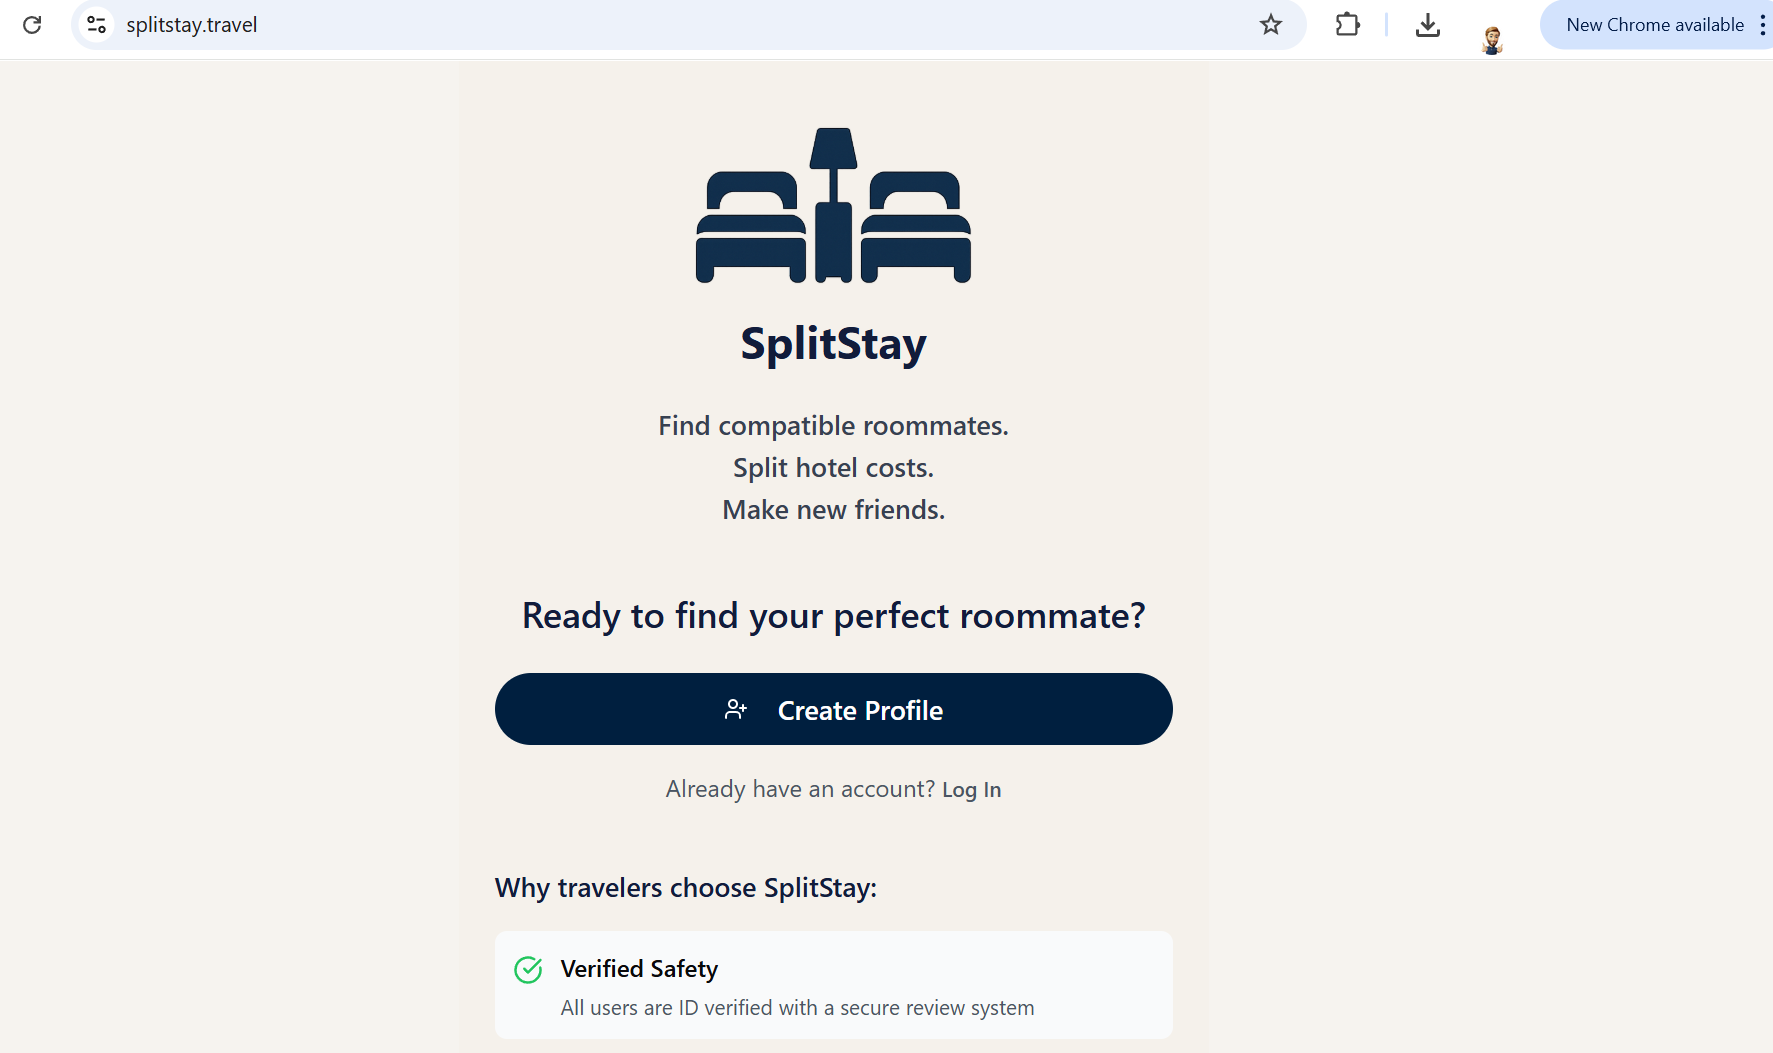 splitstay.travel
New Chrome available
SplitStay
Find compatible roommates.
Split hotel costs.
Make new friends.
Ready to find your perfect roommate?
Create Profile
Already have an account? Log In
Why travelers choose SplitStay:
Verified Safety
All users are ID verified with a secure review system